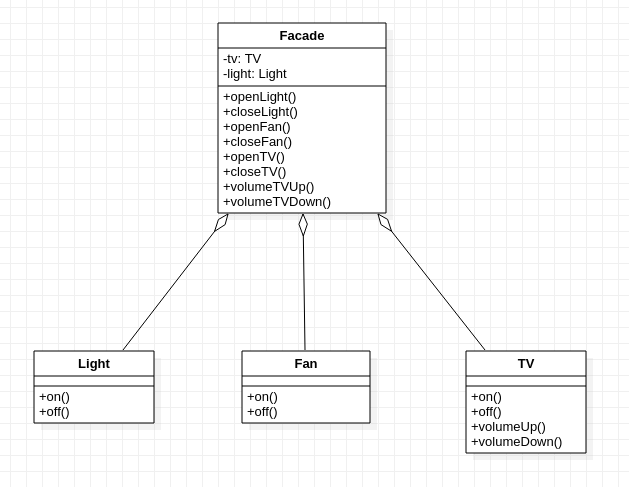 Facade
-tv: TV
-light: Light
+openLight()
+closeLight()
+openFan()
+closeFan()
+openTV()
+closeTV()
+volumeTVUp()
+volumeTVDown()
Light
+on()
+off()
Fan
+on()
+off()
TV
+on()
+off()
+volumeUp()
+volumeDown()